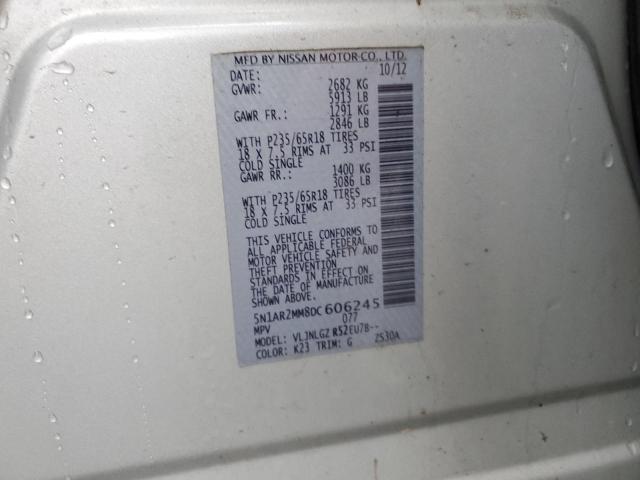 MFD BY NISSAN MOTOR CO., LTD.
DATE: 10/12
GVWR: 2682 KG
5913 LB
GAWR FR.: 1291 KG
2846 LB
WITH P235/65R18 TIRES
18 X 7.5 RIMS AT 33 PSI
COLD SINGLE
GAWR RR.: 1400 KG
3086 LB
WITH P235/65R18 TIRES
18 X 7.5 RIMS AT 33 PSI
COLD SINGLE
THIS VEHICLE CONFORMS TO
ALL APPLICABLE FEDERAL
MOTOR VEHICLE SAFETY AND
THEFT PREVENTION
STANDARDS IN EFFECT ON
THE DATE OF MANUFACTURE
SHOWN ABOVE.
5N1AR2MM8DC606245
MPV 077
MODEL: VLJNLGZ R52EU7B-- 2S30A
COLOR: K23 TRIM: G